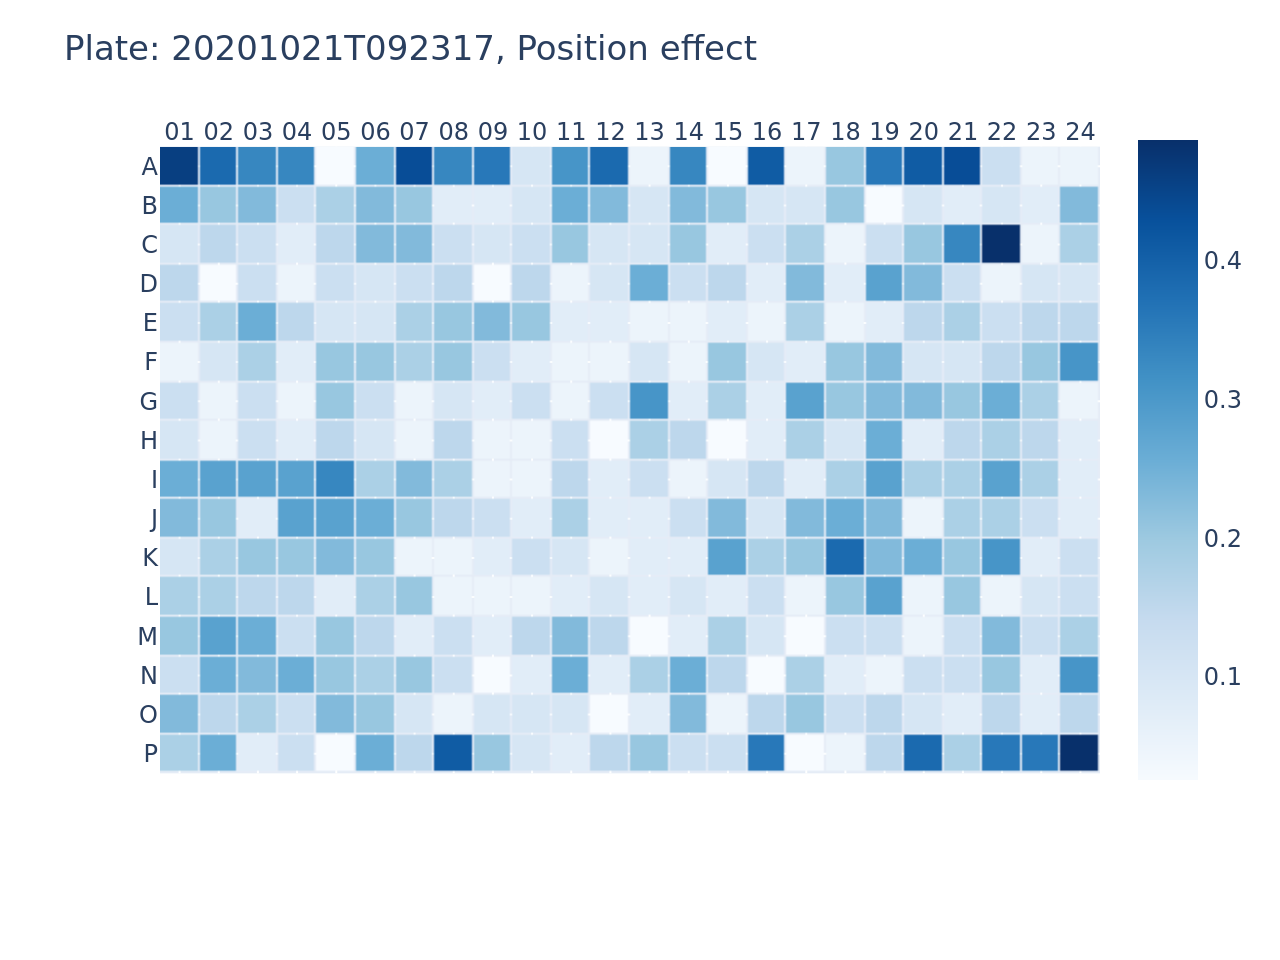 Plate: 20201021T092317, Position effect
01 02 03 04 05 06 07 08 09 10 11 12 13 14 15 16 17 18 19 20 21 22 23 24
A
B
C
D
E
F
G
H
I
J
K
L
M
N
O
P
0.4
0.3
0.2
0.1